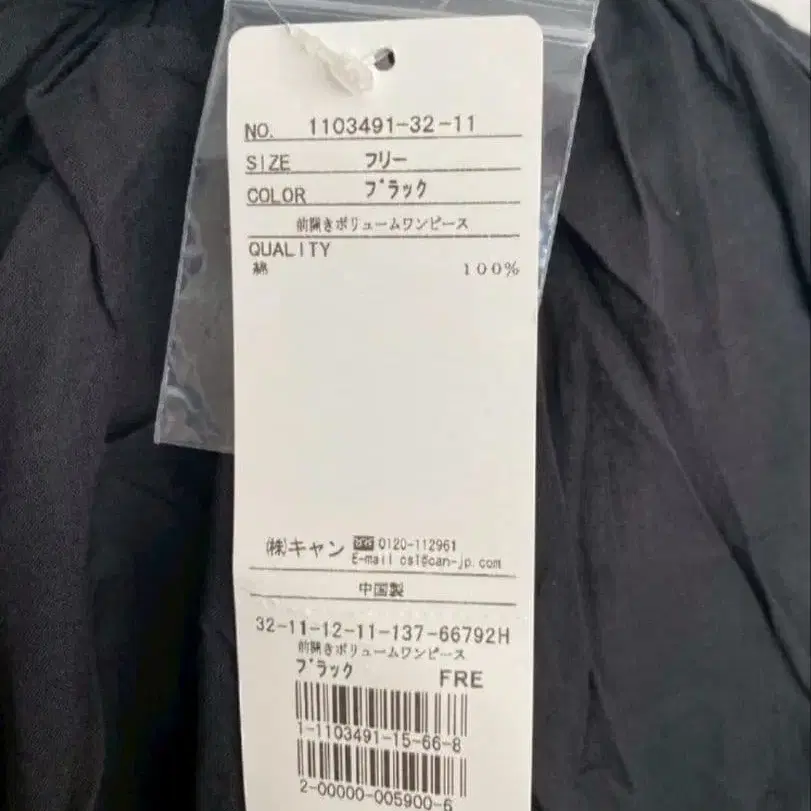 NO. 1103491-32-11
SIZE フリー
COLOR ブラック
前開きボリュームワンピース
QUALITY
綿 100%
(株)キャン 0120-112961
E-mail cs1@can-jp.com
中国製
32-11-12-11-137-66792H
前開きボリュームワンピース
ブラック FRE
1-1103491-15-66-8
2-00000-005900-6